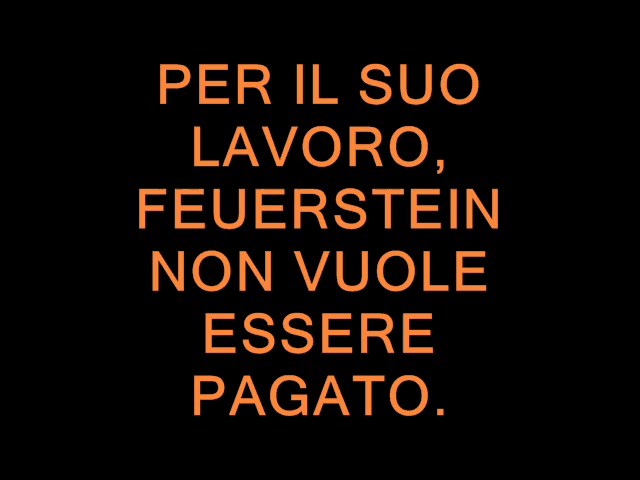 PER IL SUO
LAVORO,
FEUERSTEIN
NON VUOLE
ESSERE
PAGATO.